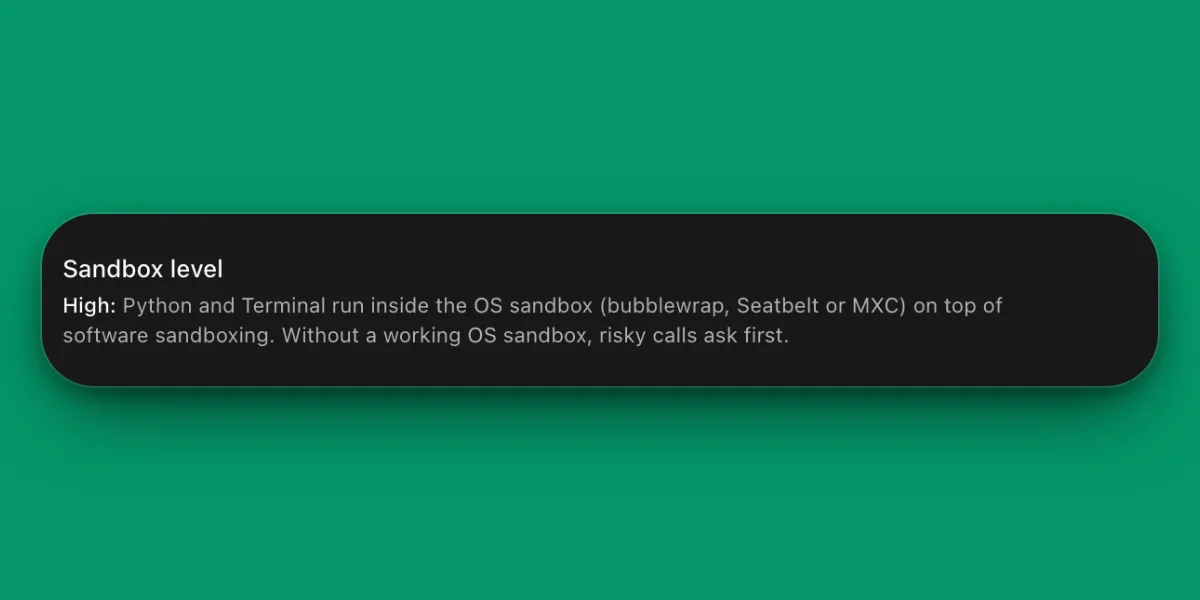 Sandbox level
High: Python and Terminal run inside the OS sandbox (bubblewrap, Seatbelt or MXC) on top of
software sandboxing. Without a working OS sandbox, risky calls ask first.